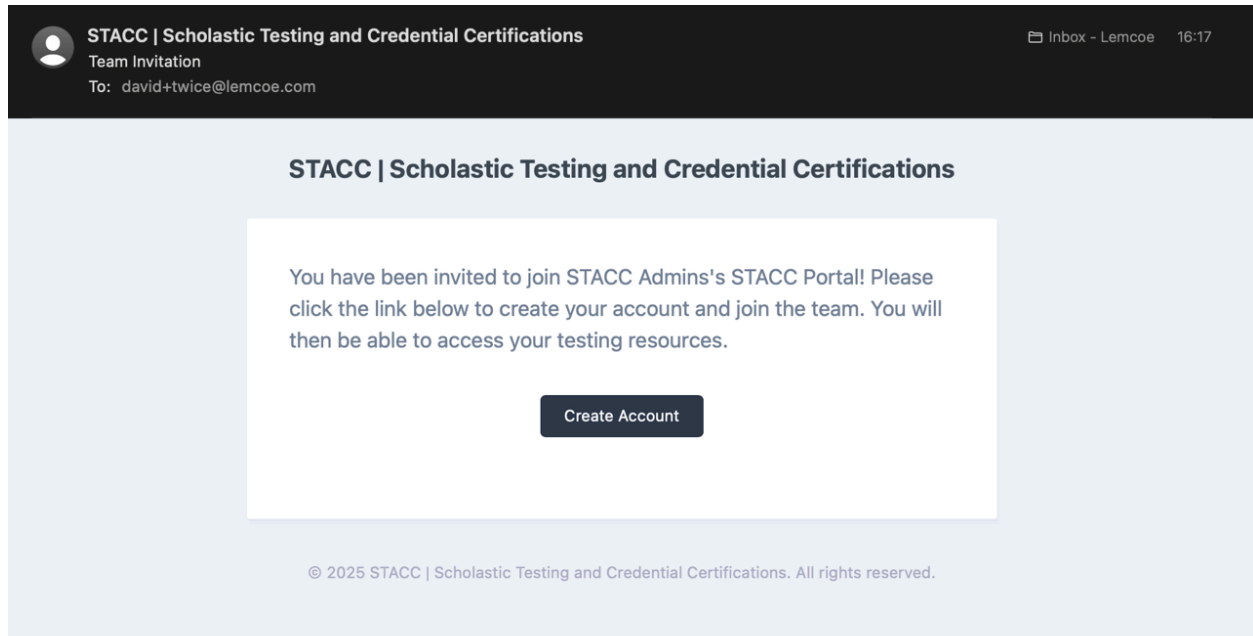 STACC | Scholastic Testing and Credential Certifications
Inbox - Lemcoe 16:17
Team Invitation
To: david+twice@lemcoe.com
STACC | Scholastic Testing and Credential Certifications
You have been invited to join STACC Admins's STACC Portal! Please
click the link below to create your account and join the team. You will
then be able to access your testing resources.
Create Account
© 2025 STACC | Scholastic Testing and Credential Certifications. All rights reserved.